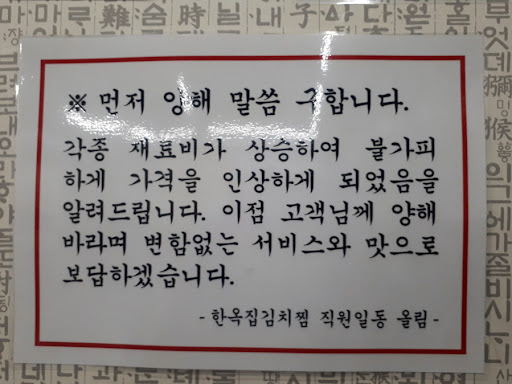 ※ 먼저 양해 말씀 구합니다.
각종 재료비가 상승하여 불가피
하게 가격을 인상하게 되었음을
알려드립니다. 이점 고객님께 양해
바라며 변함없는 서비스와 맛으로
보답하겠습니다.
- 한옥집김치찜 직원일동 올림 -